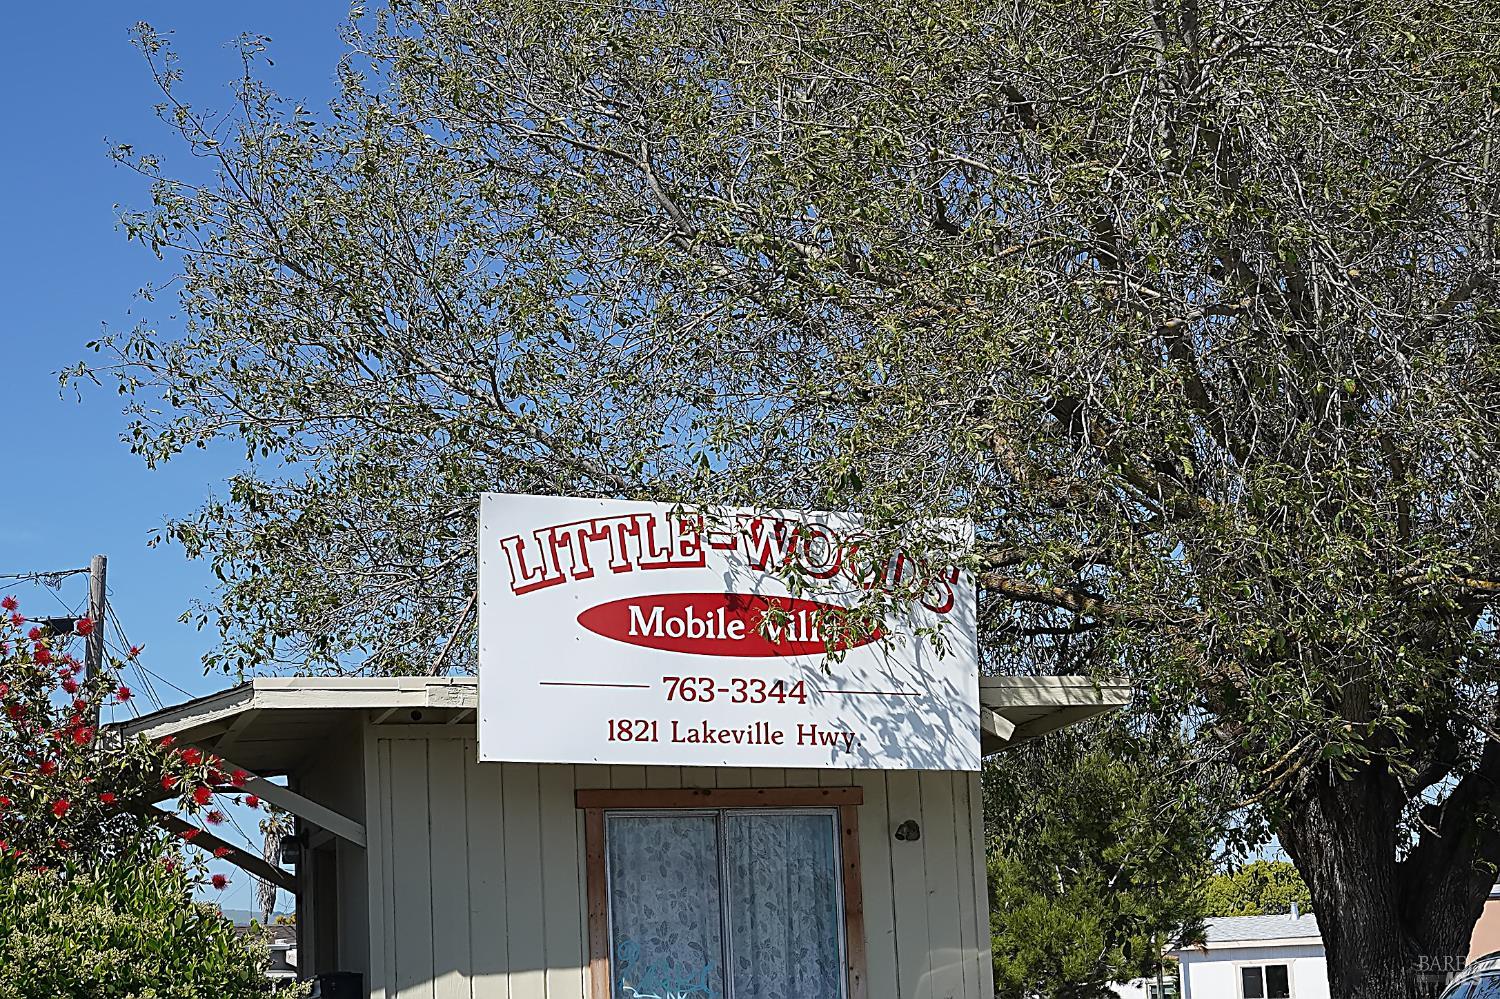 LITTLE-WOODS
Mobile
763-3344
1821 Lakeville Hwy.